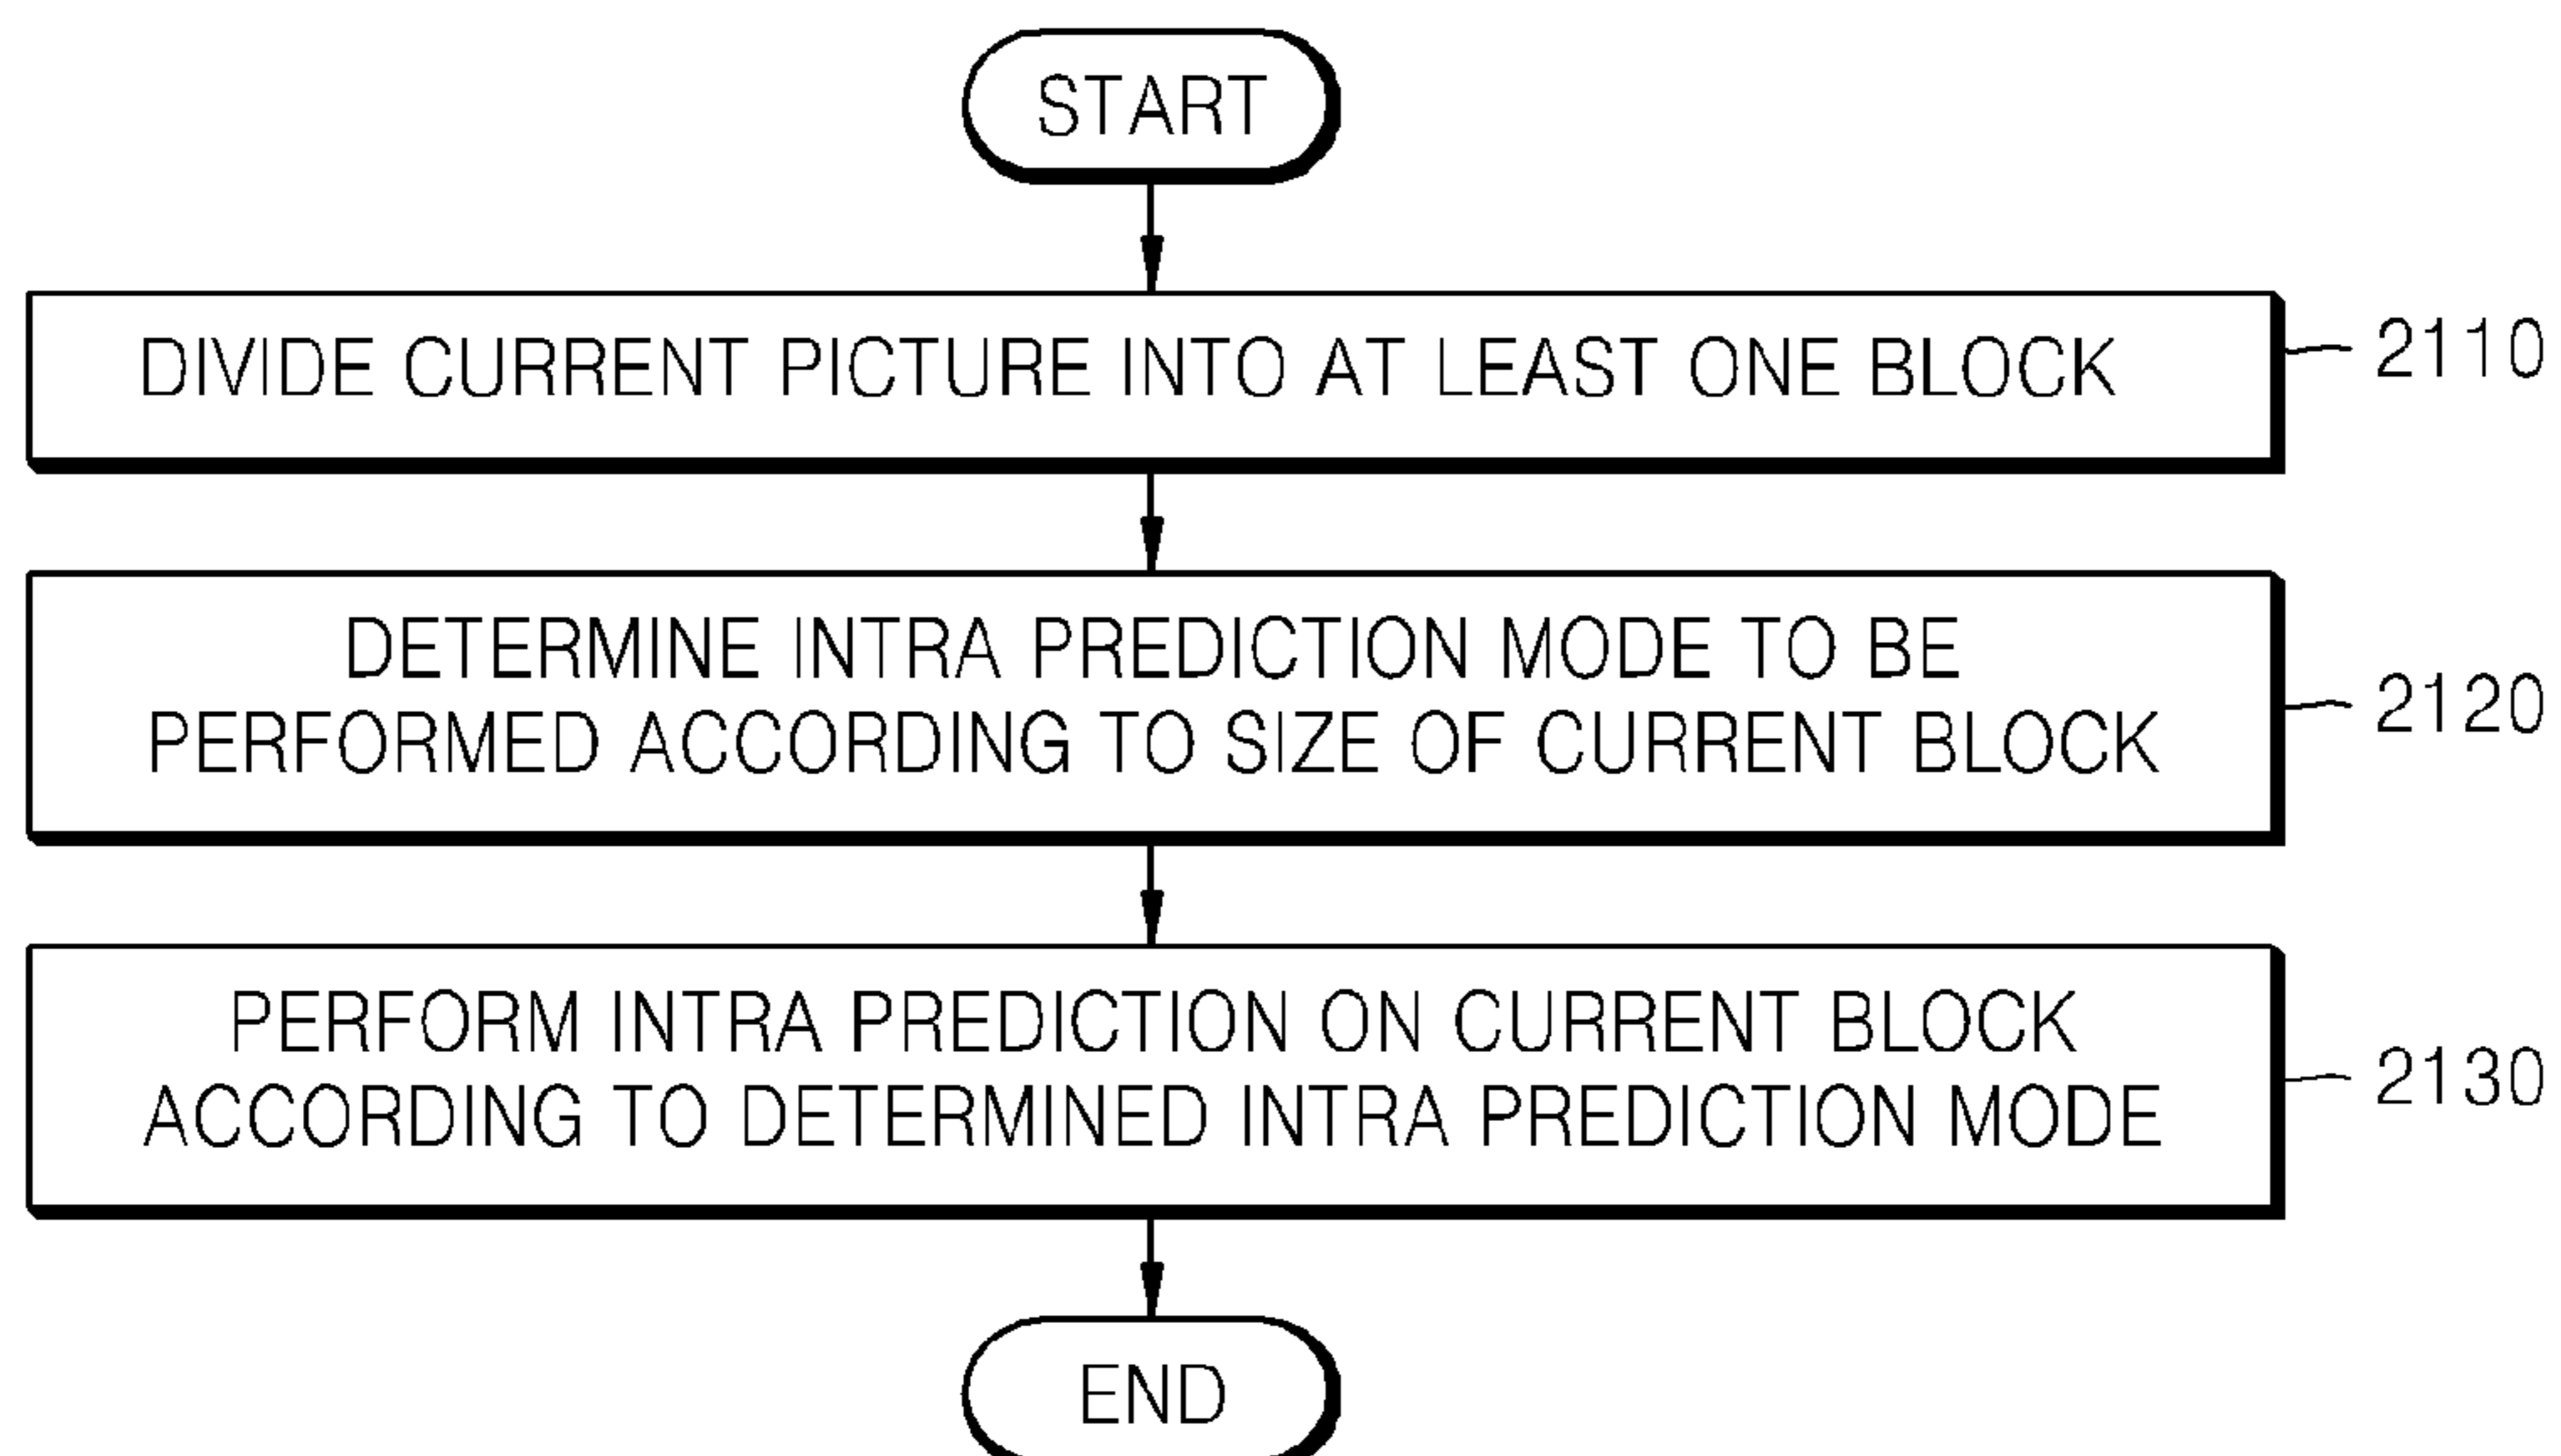 START
DIVIDE CURRENT PICTURE INTO AT LEAST ONE BLOCK
2110
DETERMINE INTRA PREDICTION MODE TO BE
PERFORMED ACCORDING TO SIZE OF CURRENT BLOCK
2120
PERFORM INTRA PREDICTION ON CURRENT BLOCK
ACCORDING TO DETERMINED INTRA PREDICTION MODE
2130
END